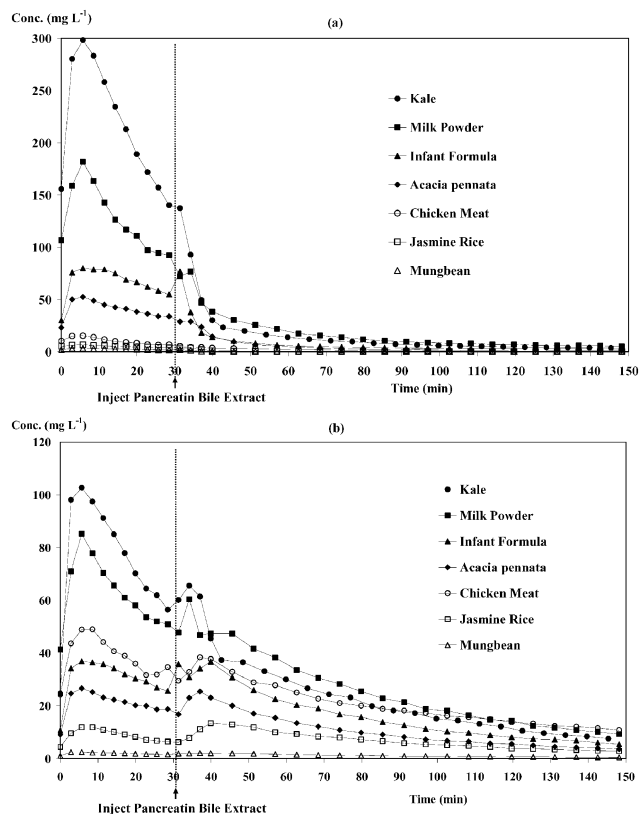 Conc. (mg L-1)
(a)
300
250
200
150
100
50
0
Kale
Milk Powder
Infant Formula
Acacia pennata
Chicken Meat
Jasmine Rice
Mungbean
0 10 20 30 40 50 60 70 80 90 100 110 120 130 140 150
Time (min)
Inject Pancreatin Bile Extract
Conc. (mg L-1)
(b)
120
100
80
60
40
20
0
Kale
Milk Powder
Infant Formula
Acacia pennata
Chicken Meat
Jasmine Rice
Mungbean
0 10 20 30 40 50 60 70 80 90 100 110 120 130 140 150
Time (min)
Inject Pancreatin Bile Extract